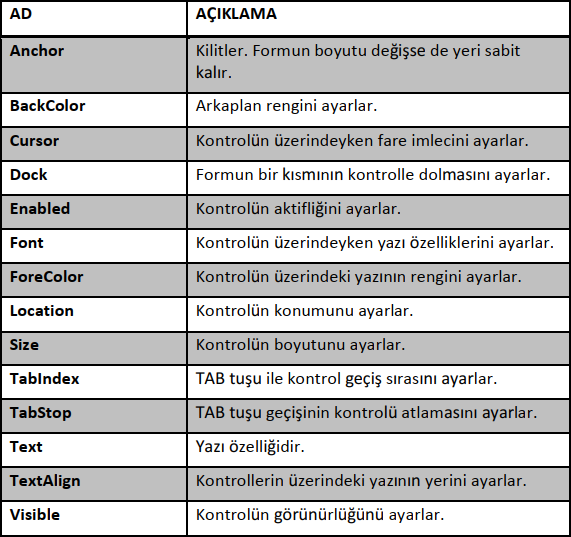 AD AÇIKLAMA
Anchor Kilitler. Formun boyutu değişse de yeri sabit
kalır.
BackColor Arkaplan rengini ayarlar.
Cursor Kontrolün üzerindeyken fare imlecini ayarlar.
Dock Formun bir kısmının kontrolle dolmasını ayarlar.
Enabled Kontrolün aktifliğini ayarlar.
Font Kontrolün üzerindeyken yazı özelliklerini ayarlar.
ForeColor Kontrolün üzerindeki yazının rengini ayarlar.
Location Kontrolün konumunu ayarlar.
Size Kontrolün boyutunu ayarlar.
TabIndex TAB tuşu ile kontrol geçiş sırasını ayarlar.
TabStop TAB tuşu geçişinin kontrolü atlamasını ayarlar.
Text Yazı özelliğidir.
TextAlign Kontrollerin üzerindeki yazının yerini ayarlar.
Visible Kontrolün görünürlüğünü ayarlar.